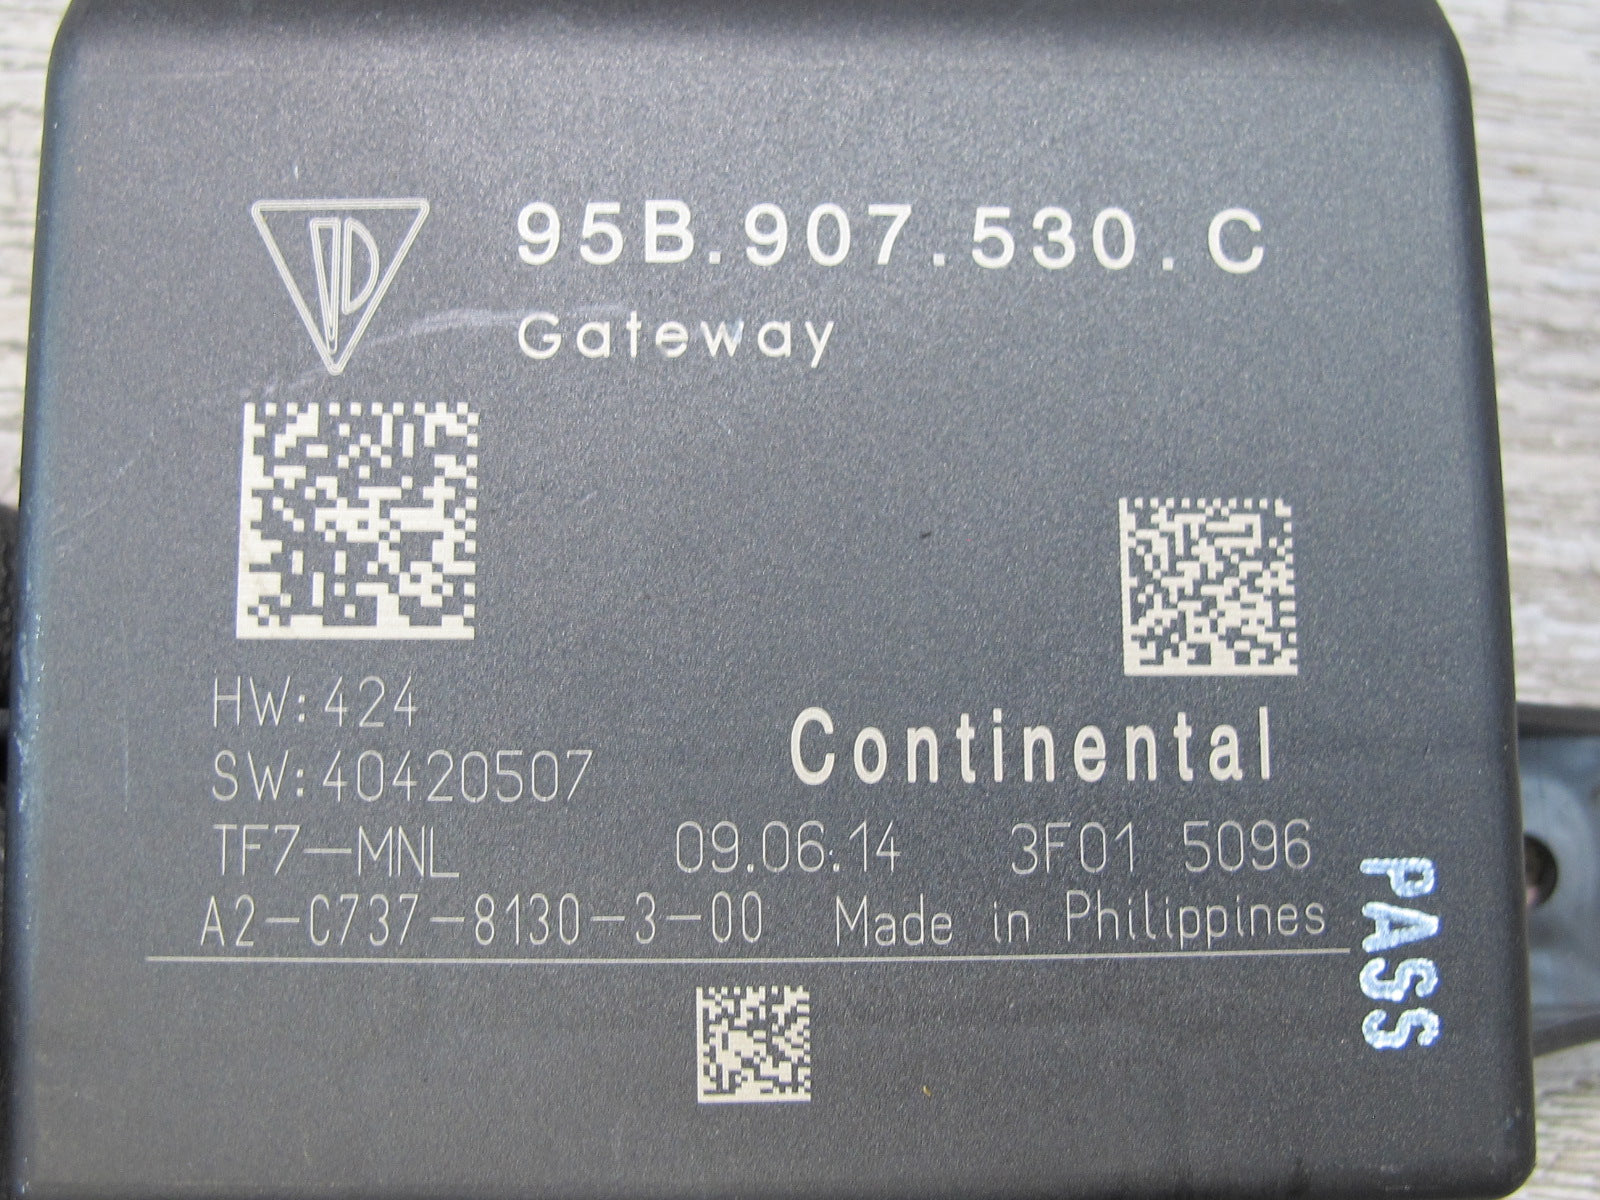 95B.907.530.C
Gateway
HW:424
SW:40420507
Continental
TF7-MNL 09.06.14 3F01 5096
A2-C737-8130-3-00 Made in Philippines
PASS